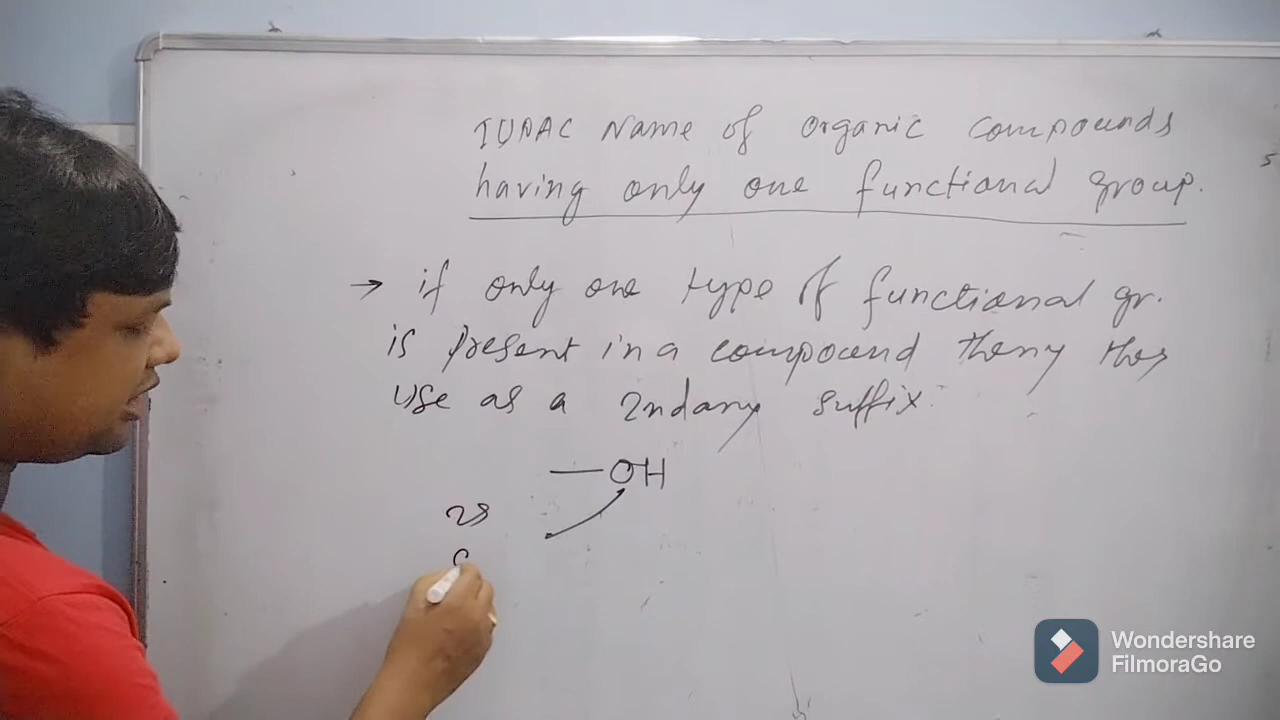 IUPAC Name of organic compounds
having only one functional group.
→ if only one type of functional gr.
is present in a compound then
use as a 2ndary suffix.
—OH
2s
Wondershare
FilmoraGo